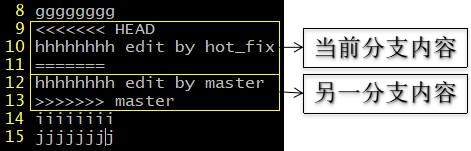 8 gggggggg
9 <<<<<<< HEAD
10 hhhhhhhh edit by hot_fix
11 =======
12 hhhhhhhh edit by master
13 >>>>>>> master
14 iiiiiiii
15 jjjjjjjj
当前分支内容
另一分支内容